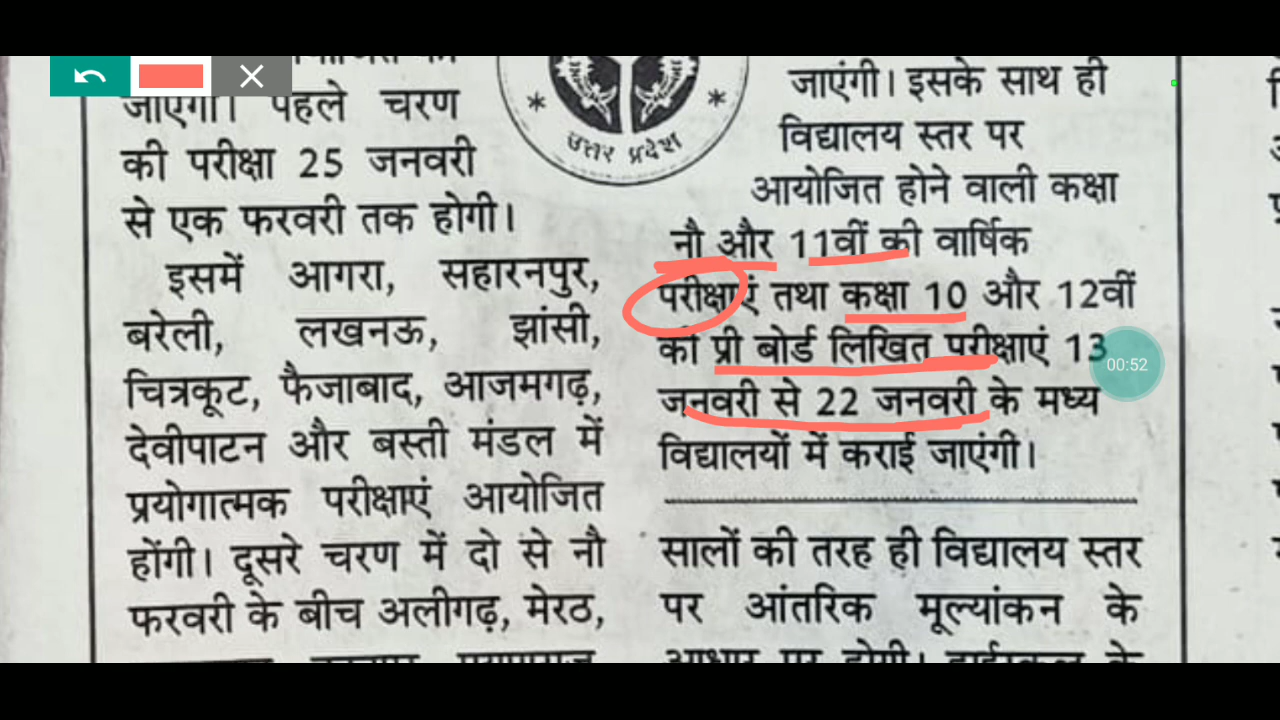 जाएंगी। पहले चरण
की परीक्षा 25 जनवरी
से एक फरवरी तक होगी।
इसमें आगरा, सहारनपुर,
बरेली, लखनऊ, झांसी,
चित्रकूट, फैजाबाद, आजमगढ़,
देवीपाटन और बस्ती मंडल में
प्रयोगात्मक परीक्षाएं आयोजित
होंगी। दूसरे चरण में दो से नौ
फरवरी के बीच अलीगढ़, मेरठ,
उत्तर प्रदेश
जाएंगी। इसके साथ ही
विद्यालय स्तर पर
आयोजित होने वाली कक्षा
नौ और 11वीं की वार्षिक
परीक्षाएं तथा कक्षा 10 और 12वीं
की प्री बोर्ड लिखित परीक्षाएं 13
जनवरी से 22 जनवरी के मध्य
विद्यालयों में कराई जाएंगी।
सालों की तरह ही विद्यालय स्तर
पर आंतरिक मूल्यांकन के
00:52